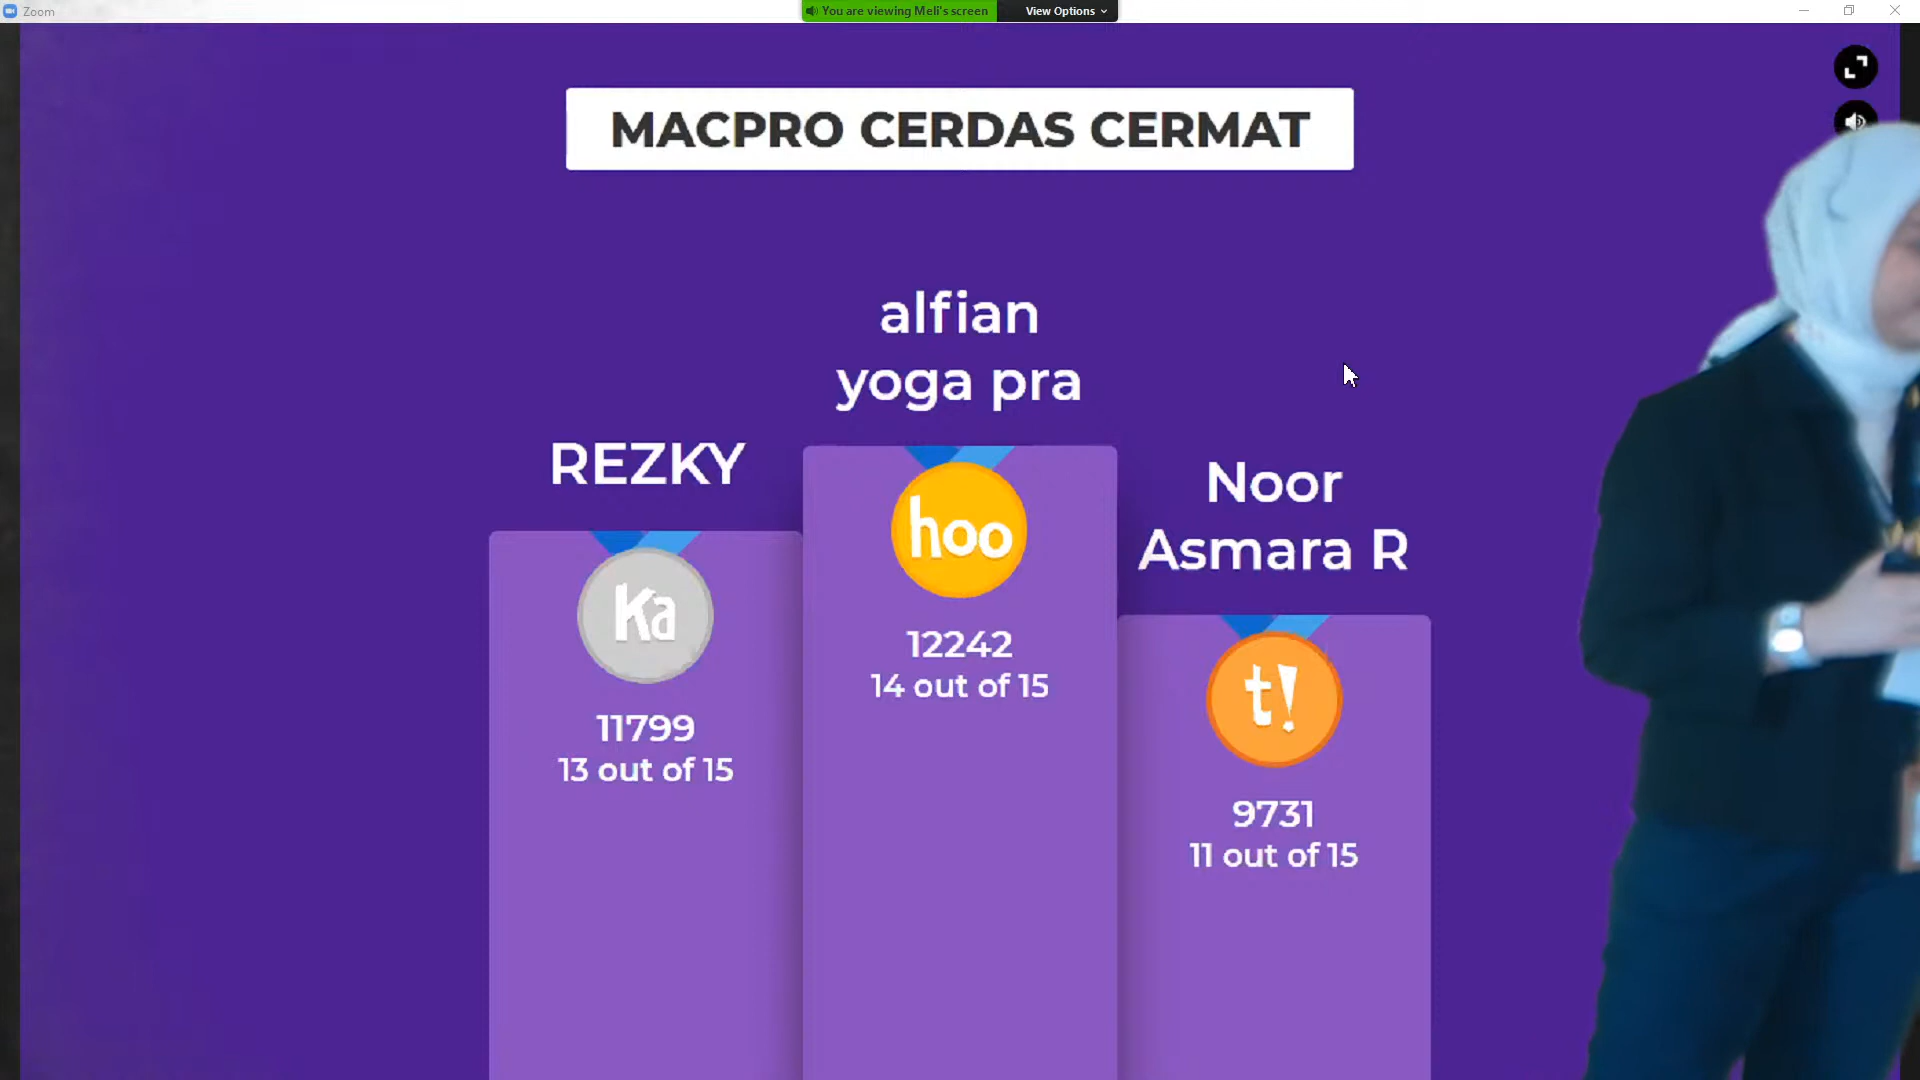 Zoom
You are viewing Meli's screen
View Options
MACPRO CERDAS CERMAT
alfian
yoga pra
REZKY
Noor
Asmara R
hoo
Ka
t!
12242
14 out of 15
11799
13 out of 15
9731
11 out of 15